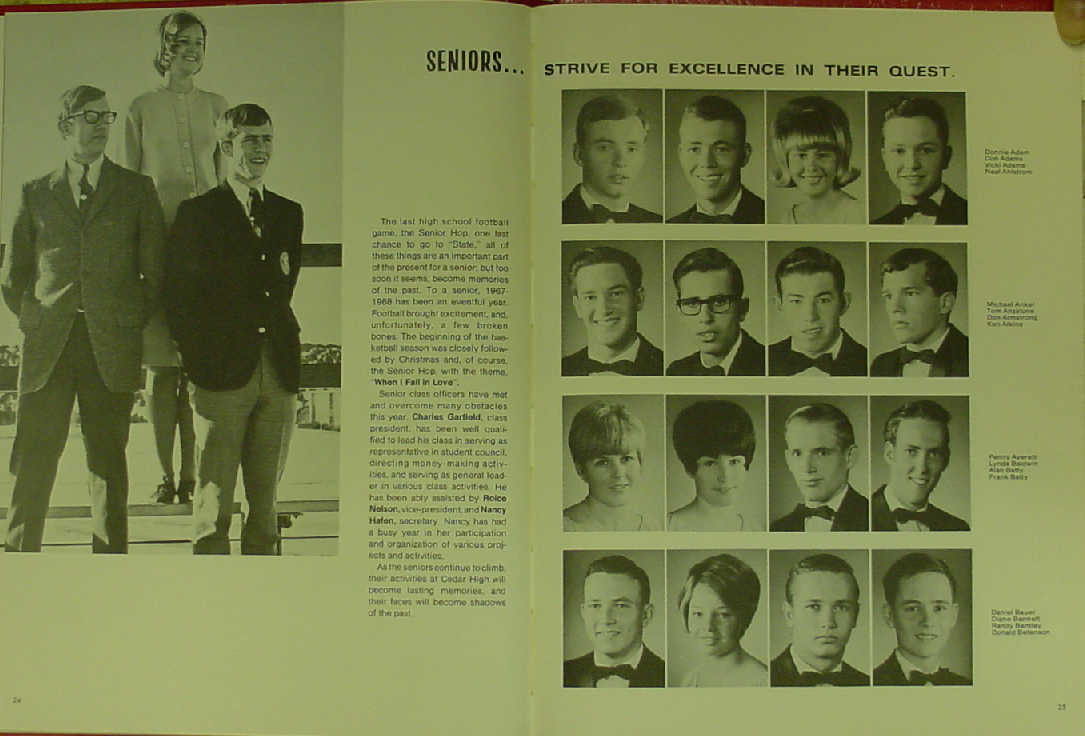 SENIORS...
STRIVE FOR EXCELLENCE IN THEIR QUEST.
The last high school football
game, the Senior Hop, one last
chance to go to "State," all of
these things are an important part
of the present for a senior, but too
soon it seems, become memories
of the past. To a senior, 1967-
1968 has been an eventful year.
Football brought excitement, and,
unfortunately, a few broken
bones. The beginning of the bas-
ketball season was closely follow-
ed by Christmas and, of course,
the Senior Hop, with the theme,
"When I Fall in Love".
Senior class officers have met
and overcome many obstacles
this year. Charles Garfield, class
president, has been well quali-
fied to lead his class in serving as
representative in student council,
directing money-making activ-
ities, and serving as general lead-
er in various class activities. He
has been ably assisted by Roice
Nelson, vice-president, and Nancy
Hafen, secretary. Nancy has had
a busy year in her participation
and organization of various proj-
ects and activities.
As the seniors continue to climb,
their activities at Cedar High will
become lasting memories, and
their faces will become shadows
of the past.
Donnie Adam
Don Adams
Vicki Adams
Neal Ahlstrom
Michael Anker
Tom
Don Armstrong
Ken Atkins
Penny Averett
Lynda Baldwin
Alan Batty
Frank Batty
Daniel Bauer
Diane Bennett
Randy Bentley
Donald Betenson
24
25